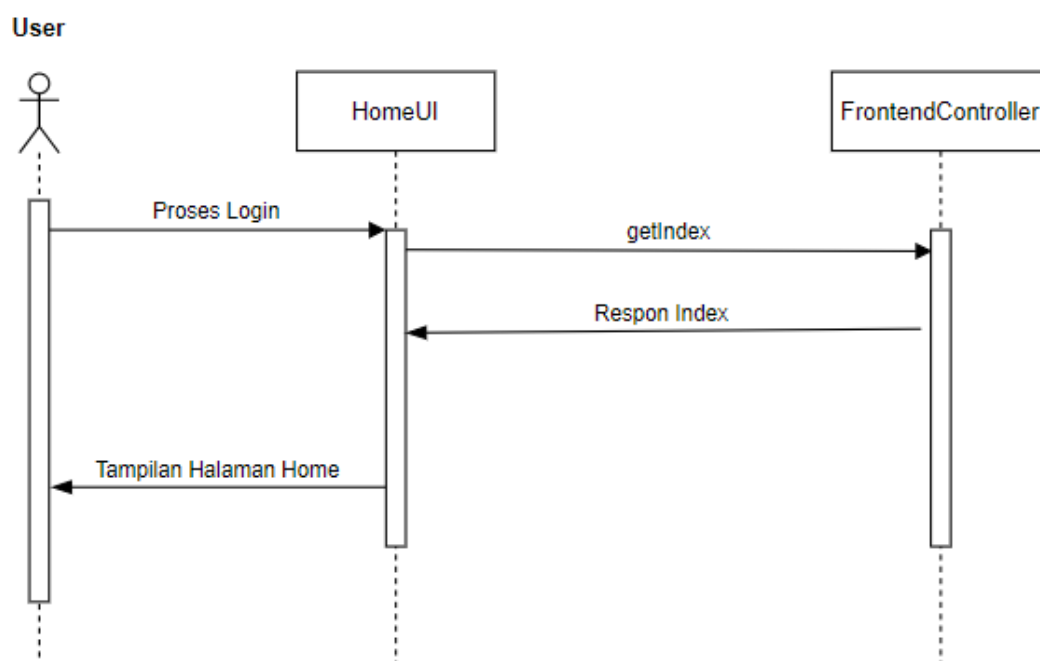 User
HomeUI
FrontendController
Proses Login
getIndex
Respon Index
Tampilan Halaman Home